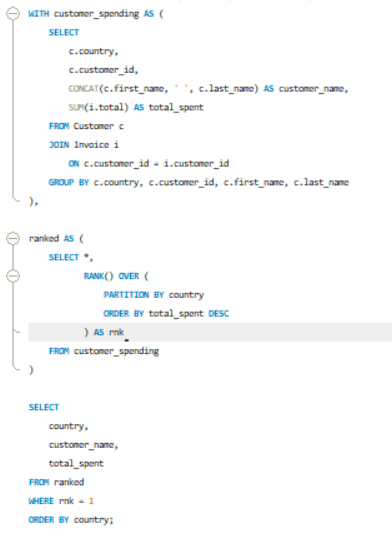 WITH customer_spending AS (
SELECT
c.country,
c.customer_id,
CONCAT(c.first_name, ' ', c.last_name) AS customer_name,
SUM(i.total) AS total_spent
FROM Customer c
JOIN Invoice i
ON c.customer_id = i.customer_id
GROUP BY c.country, c.customer_id, c.first_name, c.last_name
),
ranked AS (
SELECT *,
RANK() OVER (
PARTITION BY country
ORDER BY total_spent DESC
) AS rnk
FROM customer_spending
)
SELECT
country,
customer_name,
total_spent
FROM ranked
WHERE rnk = 1
ORDER BY country;